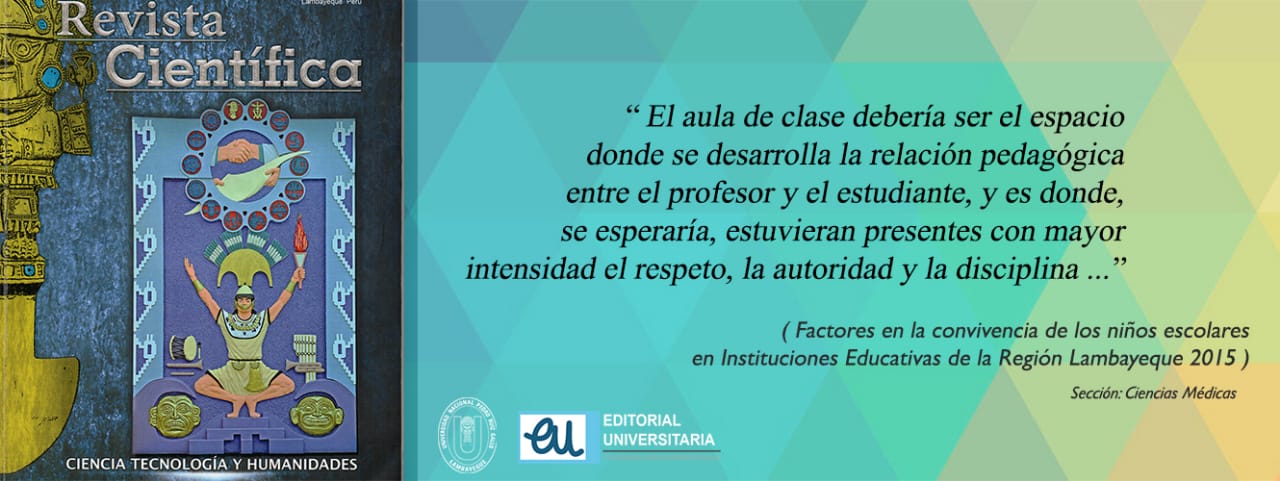 Lambayeque Perú
Revista
Científica
CIENCIA TECNOLOGÍA Y HUMANIDADES
“ El aula de clase debería ser el espacio
donde se desarrolla la relación pedagógica
entre el profesor y el estudiante, y es donde,
se esperaría, estuvieran presentes con mayor
intensidad el respeto, la autoridad y la disciplina ...”
( Factores en la convivencia de los niños escolares
en Instituciones Educativas de la Región Lambayeque 2015 )
Sección: Ciencias Médicas
UNIVERSIDAD NACIONAL PEDRO RUIZ GALLO
LAMBAYEQUE
eu
EDITORIAL
UNIVERSITARIA